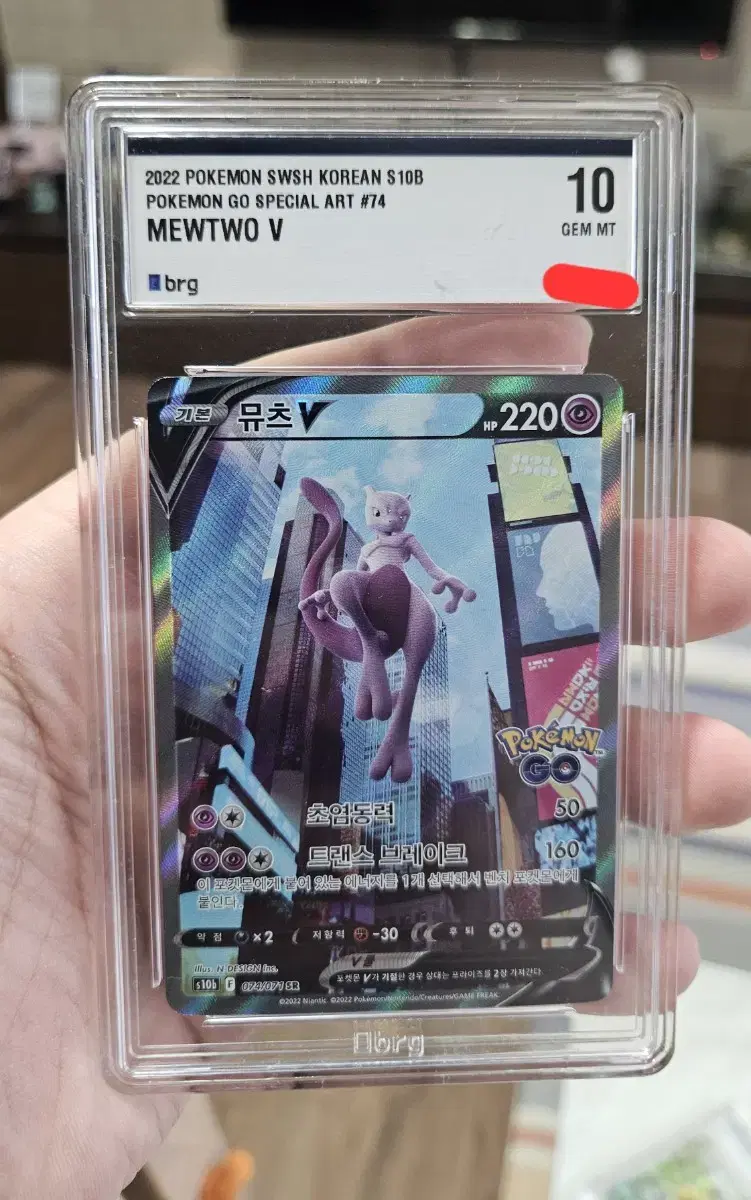 2022 POKEMON SWSH KOREAN S10B
POKEMON GO SPECIAL ART #74
MEWTWO V
10
GEM MT
brg
기본
뮤츠V
HP 220
Pokémon
GO
초염동력 50
트랜스 브레이크 160
이 포켓몬에게 붙어 있는 에너지를 1개 선택해서 벤치 포켓몬에게
붙인다.
약점 ×2 저항력 -30 후퇴
V룰
포켓몬 V가 기절한 경우 상대는 프라이즈를 2장 가져간다.
Illus. N-DESIGN Inc.
s10b F 074/071 SR
©2022 Niantic ©2022 Pokémon/Nintendo/Creatures/GAME FREAK.
brg